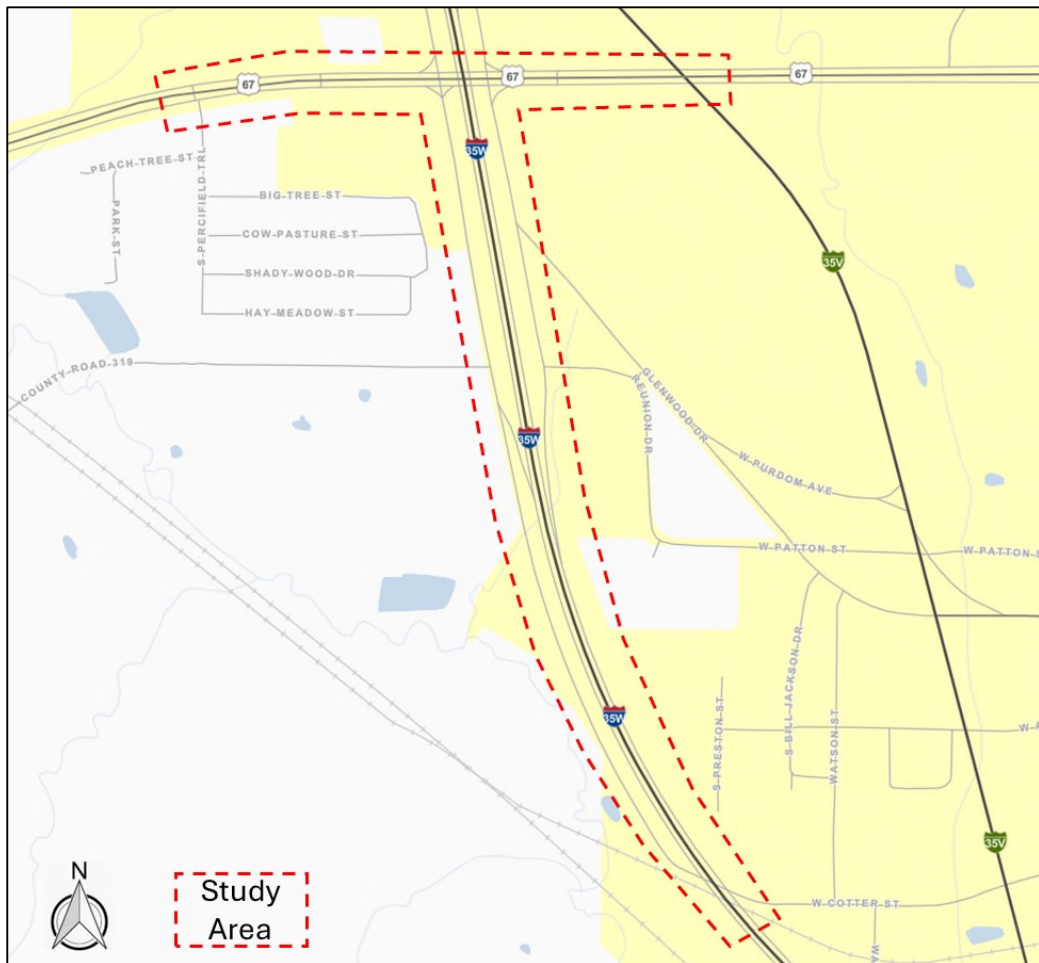 67
67
67
35W
PEACH TREE ST
S PERCIFIELD TRL
PARK ST
BIG TREE ST
COW PASTURE ST
SHADY WOOD DR
HAY MEADOW ST
35V
COUNTY ROAD 319
GLENWOOD DR
REUNION DR
35W
W PURDOM AVE
W PATTON ST
W PATTON S
S BILL JACKSON DR
S PRESTON ST
WATSON ST
35W
35V
W COTTER ST
N
Study
Area